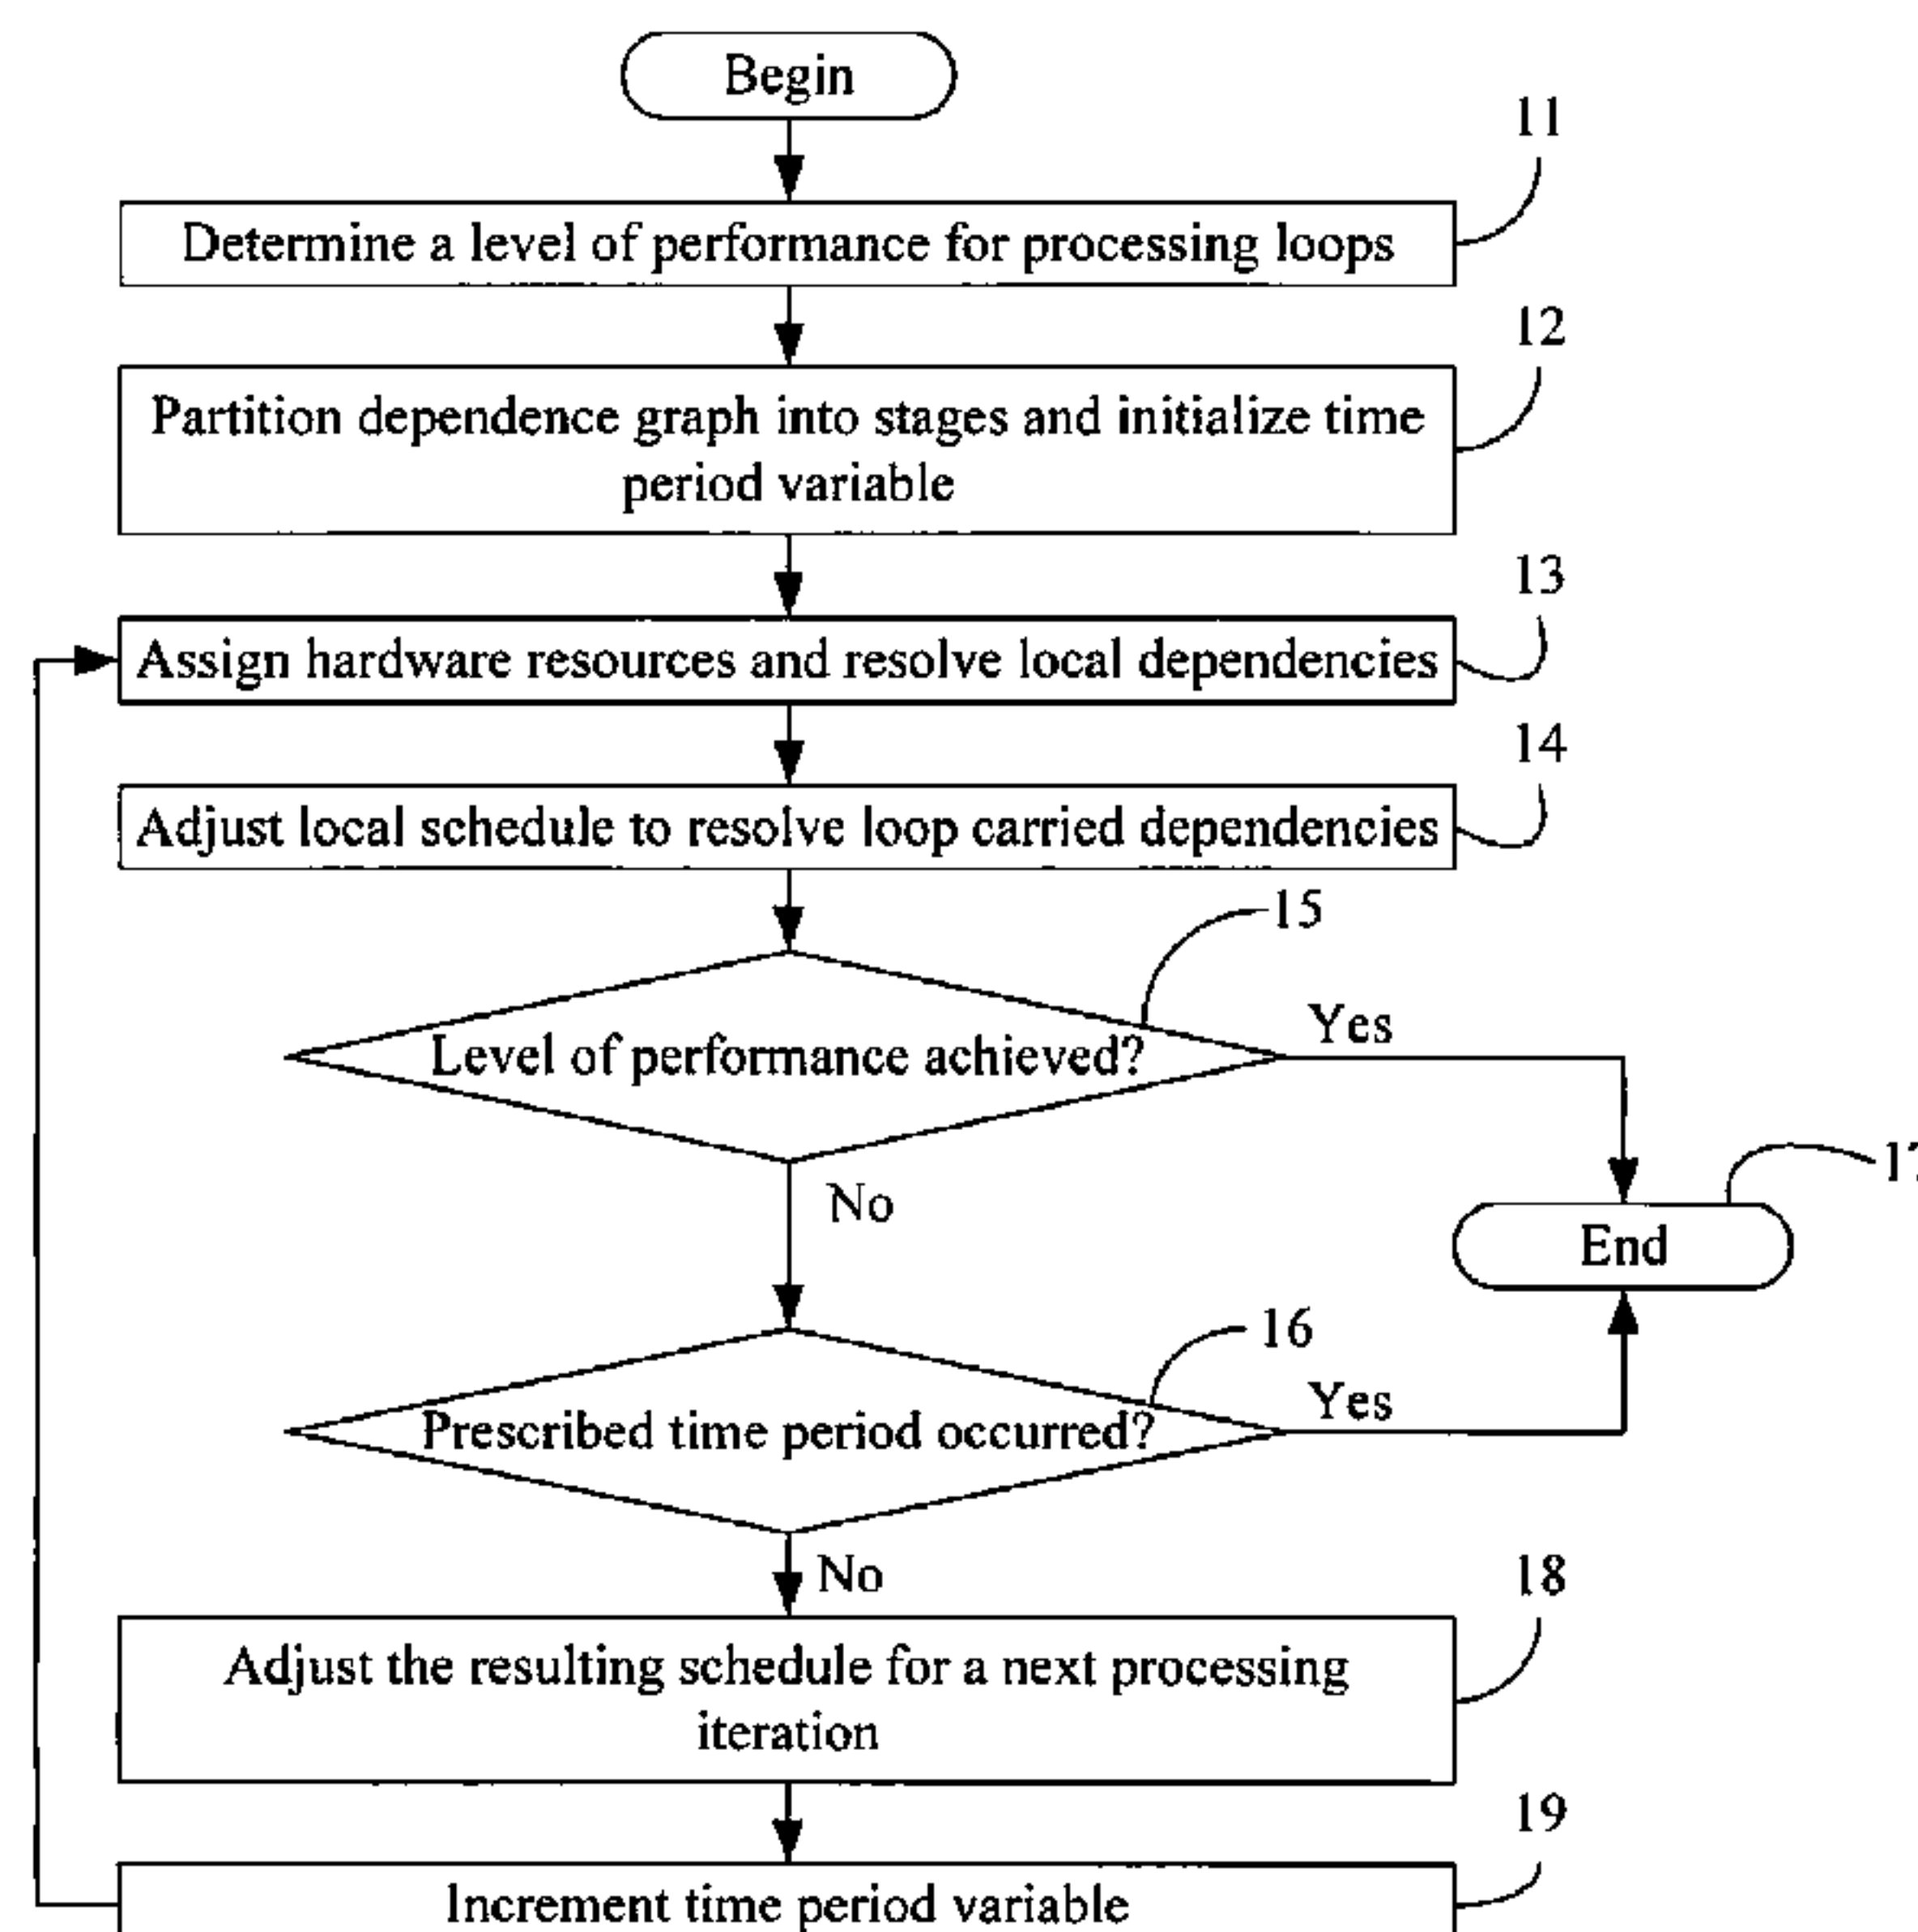 Begin
11
Determine a level of performance for processing loops
12
Partition dependence graph into stages and initialize time
period variable
13
Assign hardware resources and resolve local dependencies
14
Adjust local schedule to resolve loop carried dependencies
15
Level of performance achieved?
Yes
No
End
16
Prescribed time period occurred?
Yes
No
18
Adjust the resulting schedule for a next processing
iteration
19
Increment time period variable